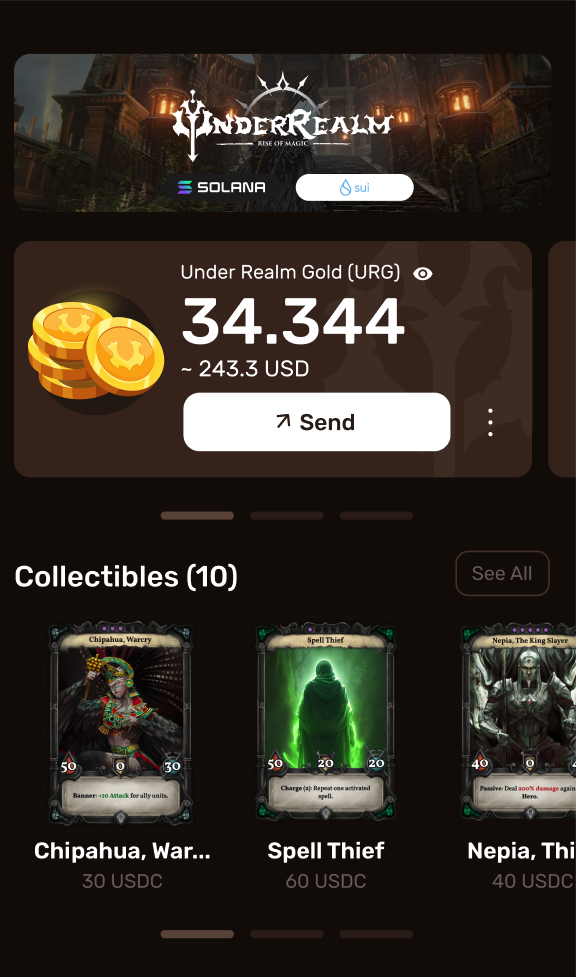 UnderRealm
RISE OF MAGIC
SOLANA
sui
Under Realm Gold (URG)
34.344
~ 243.3 USD
Send
Collectibles (10)
See All
Chipahua, Warcry
50
0
30
Banner: +10 Attack for ally units.
Chipahua, War...
30 USDC
Spell Thief
50
20
20
Charge (2): Repeat one activated
spell.
Spell Thief
60 USDC
Nepia, The King Slayer
40
0
4
Passive: Deal 200% damage again
Hero.
Nepia, Thi
40 USDC